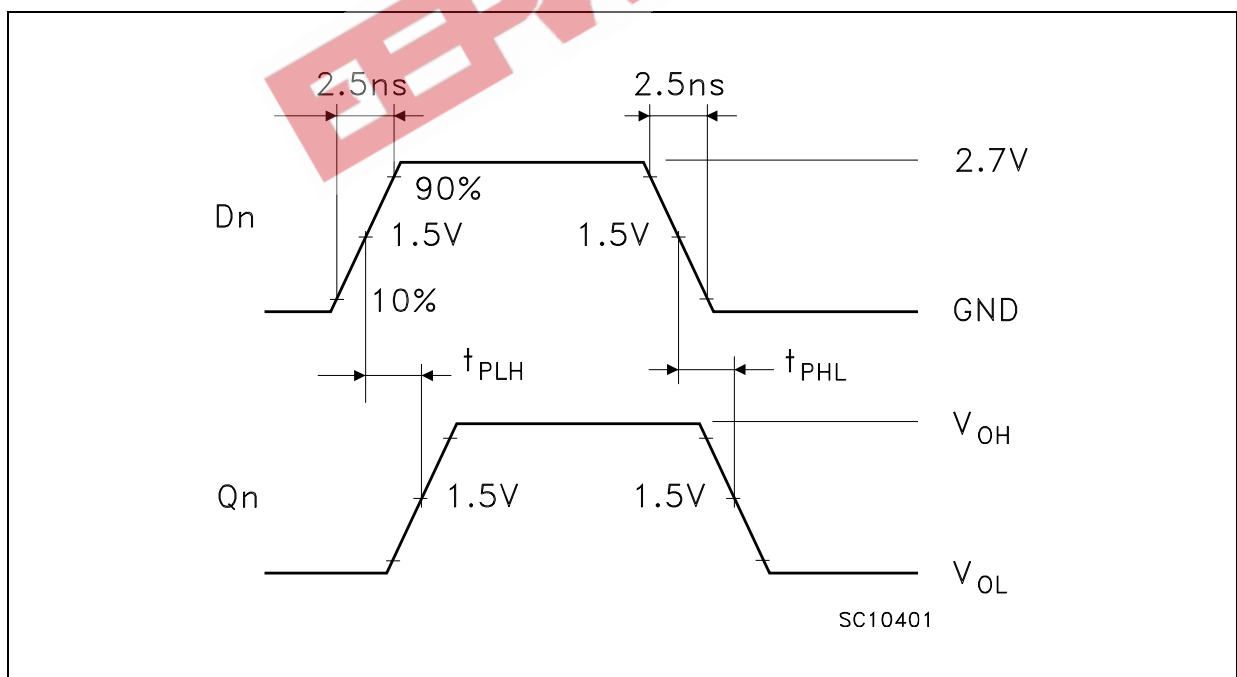 2.5ns 2.5ns
2.7V
90%
Dn 1.5V 1.5V
10% GND
tPLH tPHL
VOH
Qn 1.5V 1.5V
VOL
SC10401